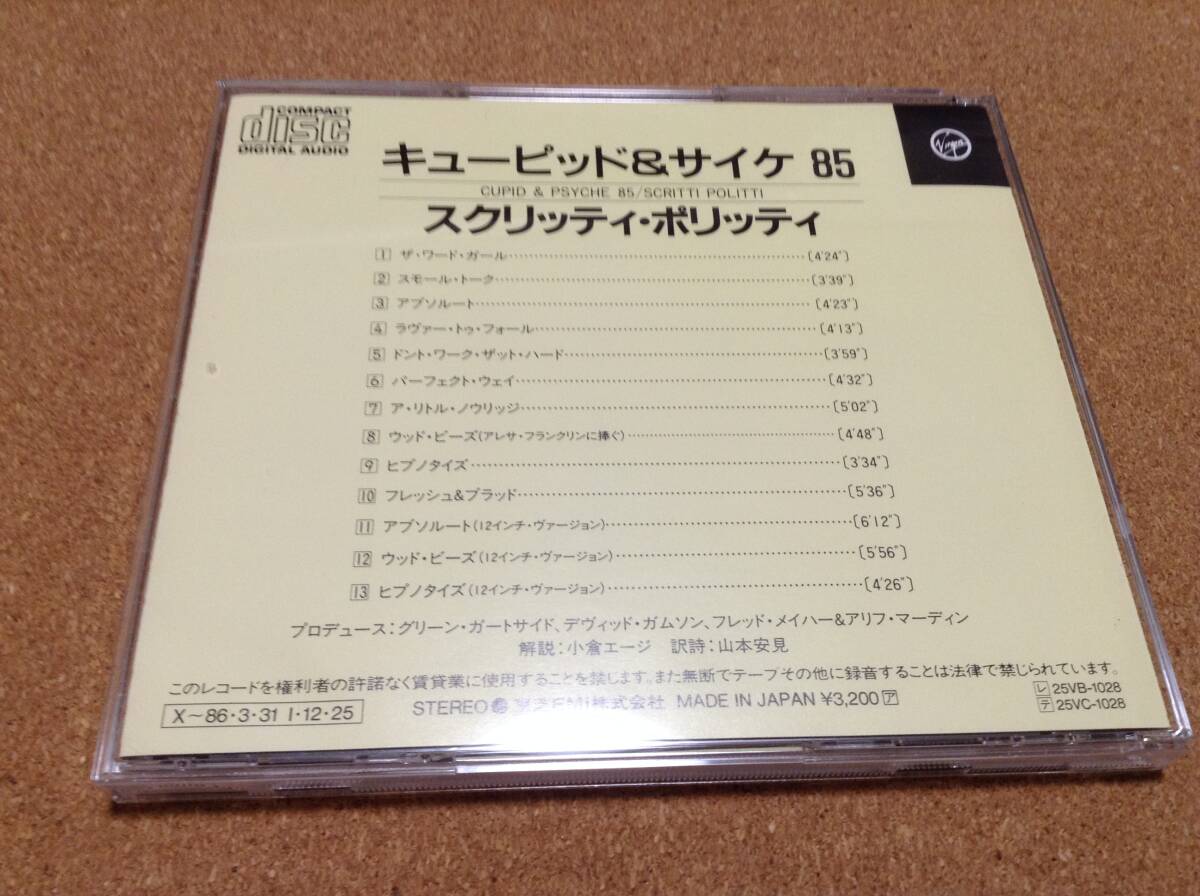 COMPACT
disc
DIGITAL AUDIO
Virgin
キューピッド&サイケ 85
CUPID & PSYCHE 85/SCRITTI POLITTI
スクリッティ・ポリッティ
1 ザ・ワード・ガール〔4'24"〕
2 スモール・トーク〔3'39"〕
3 アブソルート〔4'23"〕
4 ラヴァー・トゥ・フォール〔4'13"〕
5 ドント・ワーク・ザット・ハード〔3'59"〕
6 パーフェクト・ウェイ〔4'32"〕
7 ア・リトル・ノウリッジ〔5'02"〕
8 ウッド・ビーズ(アレサ・フランクリンに捧ぐ)〔4'48"〕
9 ヒプノタイズ〔3'34"〕
10 フレッシュ&ブラッド〔5'36"〕
11 アブソルート(12インチ・ヴァージョン)〔6'12"〕
12 ウッド・ビーズ(12インチ・ヴァージョン)〔5'56"〕
13 ヒプノタイズ(12インチ・ヴァージョン)〔4'26"〕
プロデュース:グリーン・ガートサイド、デヴィッド・ガムソン、フレッド・メイハー&アリフ・マーディン
解説:小倉エージ 訳詩:山本安見
このレコードを権利者の許諾なく賃貸業に使用することを禁じます。また無断でテープその他に録音することは法律で禁じられています。
X〜86・3・31 I・12・25
STEREO 東芝EMI株式会社 MADE IN JAPAN ¥3,200 ア
レ 25VB-1028
テ 25VC-1028